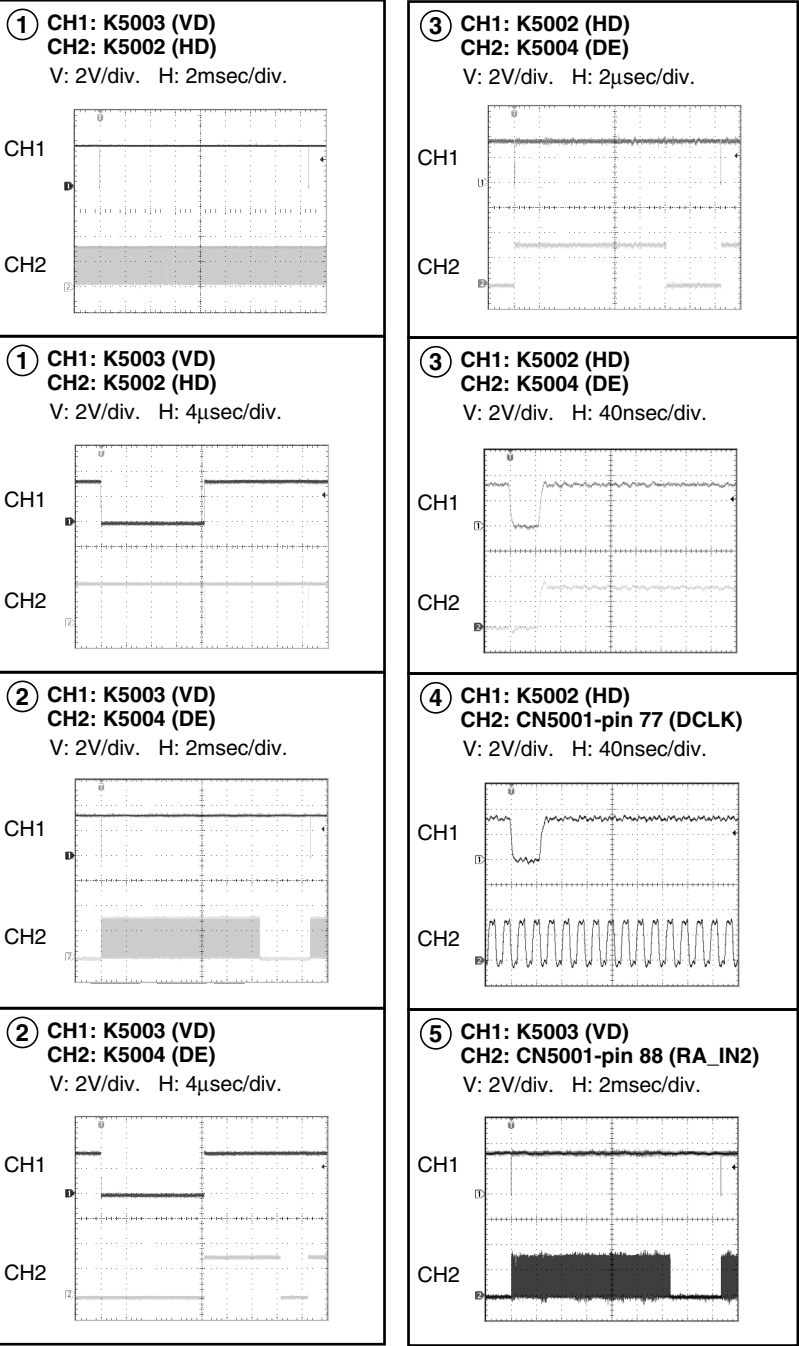 ① CH1: K5003 (VD)
CH2: K5002 (HD)
V: 2V/div. H: 2msec/div.
CH1
CH2
① CH1: K5003 (VD)
CH2: K5002 (HD)
V: 2V/div. H: 4μsec/div.
CH1
CH2
② CH1: K5003 (VD)
CH2: K5004 (DE)
V: 2V/div. H: 2msec/div.
CH1
CH2
② CH1: K5003 (VD)
CH2: K5004 (DE)
V: 2V/div. H: 4μsec/div.
CH1
CH2
③ CH1: K5002 (HD)
CH2: K5004 (DE)
V: 2V/div. H: 2μsec/div.
CH1
CH2
③ CH1: K5002 (HD)
CH2: K5004 (DE)
V: 2V/div. H: 40nsec/div.
CH1
CH2
④ CH1: K5002 (HD)
CH2: CN5001-pin 77 (DCLK)
V: 2V/div. H: 40nsec/div.
CH1
CH2
⑤ CH1: K5003 (VD)
CH2: CN5001-pin 88 (RA_IN2)
V: 2V/div. H: 2msec/div.
CH1
CH2